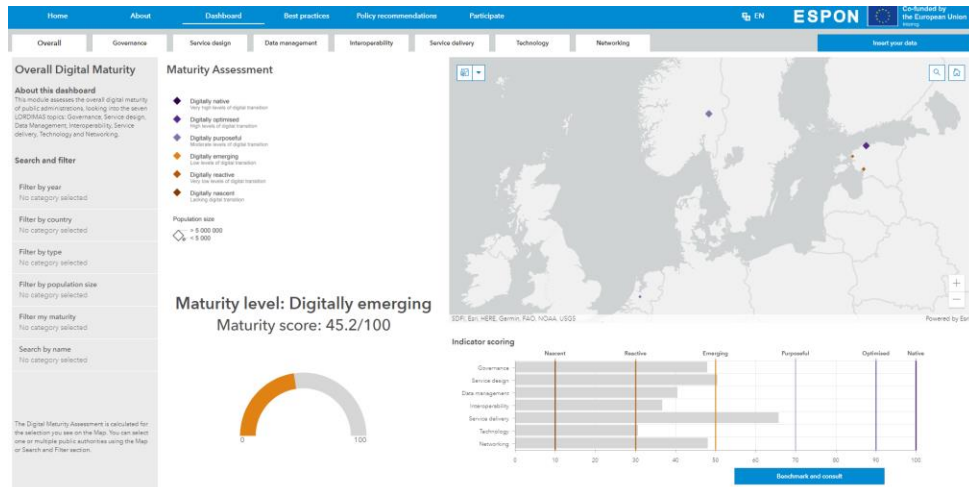 Home About Dashboard Best practices Policy recommendations Participate EN ESPON Co-funded by
the European Union
Interreg
Overall Governance Service design Data management Interoperability Service delivery Technology Networking Insert your data
Overall Digital Maturity
About this dashboard
This module assesses the overall digital maturity
of public administrations, looking into the seven
LORDIMAS topics: Governance, Service design,
Data Management, Interoperability, Service
delivery, Technology and Networking.
Search and filter
Filter by year
No category selected
Filter by country
No category selected
Filter by type
No category selected
Filter by population size
No category selected
Filter my maturity
No category selected
Search by name
No category selected
The Digital Maturity Assessment is calculated for
the selection you see on the Map. You can select
one or multiple public authorities using the Map
or Search and Filter section.
Maturity Assessment
Digitally native
Very high levels of digital transition
Digitally optimised
High levels of digital transition
Digitally purposeful
Moderate levels of digital transition
Digitally emerging
Low levels of digital transition
Digitally reactive
Very low levels of digital transition
Digitally nascent
Lacking digital transition
Population size
> 5 000 000
< 5 000
Maturity level: Digitally emerging
Maturity score: 45.2/100
0 100
SDFI, Esri, HERE, Garmin, FAO, NOAA, USGS Powered by Esri
Indicator scoring
Nascent Reactive Emerging Purposeful Optimised Native
Governance
Service design
Data management
Interoperability
Service delivery
Technology
Networking
0 10 20 30 40 50 60 70 80 90 100
Benchmark and consult